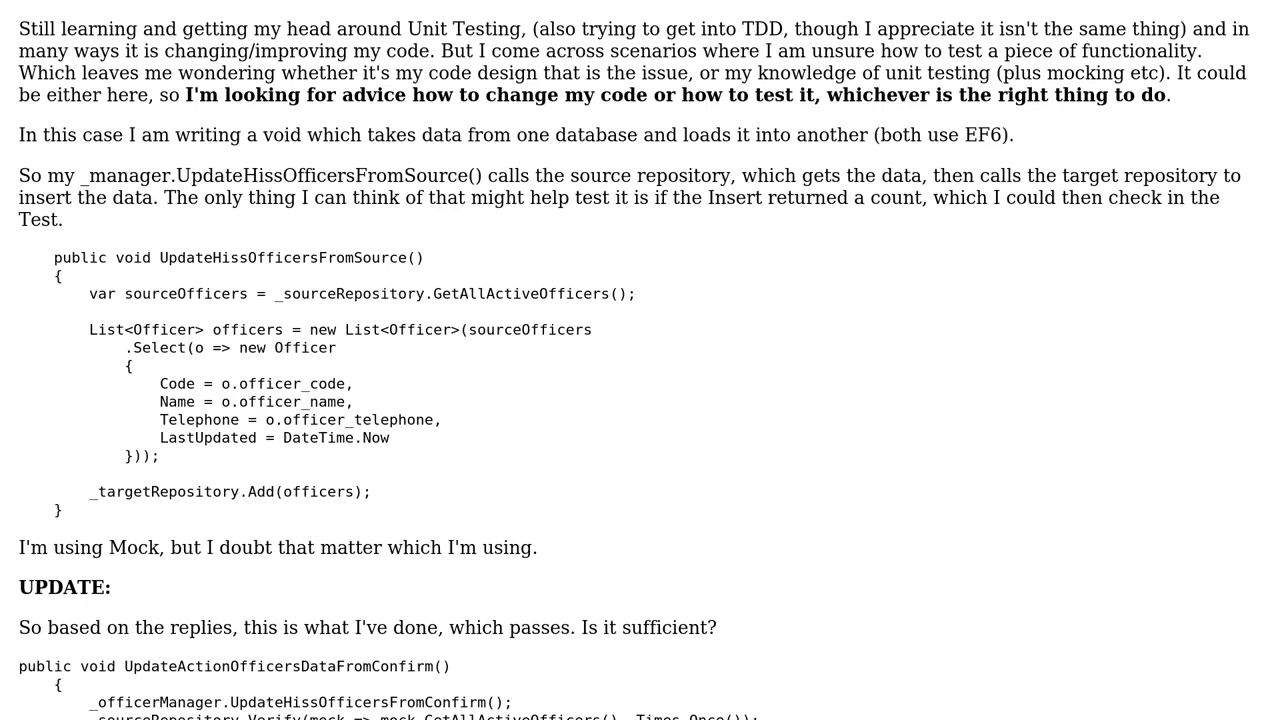 Still learning and getting my head around Unit Testing, (also trying to get into TDD, though I appreciate it isn't the same thing) and in
many ways it is changing/improving my code. But I come across scenarios where I am unsure how to test a piece of functionality.
Which leaves me wondering whether it's my code design that is the issue, or my knowledge of unit testing (plus mocking etc). It could
be either here, so I'm looking for advice how to change my code or how to test it, whichever is the right thing to do.
In this case I am writing a void which takes data from one database and loads it into another (both use EF6).
So my _manager.UpdateHissOfficersFromSource() calls the source repository, which gets the data, then calls the target repository to
insert the data. The only thing I can think of that might help test it is if the Insert returned a count, which I could then check in the
Test.
public void UpdateHissOfficersFromSource()
{
var sourceOfficers = _sourceRepository.GetAllActiveOfficers();
List<Officer> officers = new List<Officer>(sourceOfficers
.Select(o => new Officer
{
Code = o.officer_code,
Name = o.officer_name,
Telephone = o.officer_telephone,
LastUpdated = DateTime.Now
}));
_targetRepository.Add(officers);
}
I'm using Mock, but I doubt that matter which I'm using.
UPDATE:
So based on the replies, this is what I've done, which passes. Is it sufficient?
public void UpdateActionOfficersDataFromConfirm()
{
_officerManager.UpdateHissOfficersFromConfirm();
_sourceRepository.Verify(mock => mock.GetAllActiveOfficers(), Times.Once());